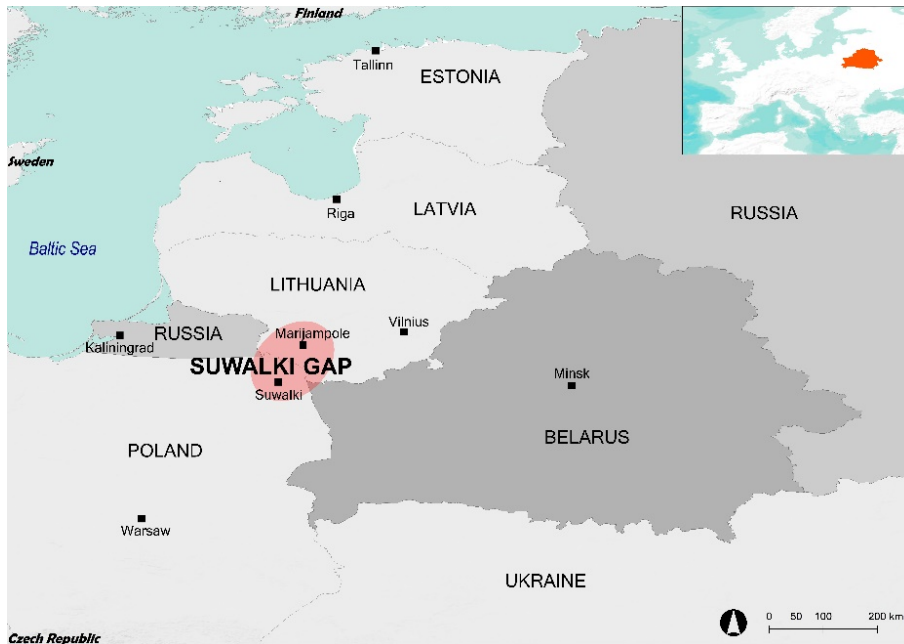 Finland
Tallinn
ESTONIA
Sweden
Riga
LATVIA
RUSSIA
Baltic Sea
LITHUANIA
Vilnius
RUSSIA
Marijampole
Kaliningrad
SUWALKI GAP
Suwalki
Minsk
BELARUS
POLAND
Warsaw
UKRAINE
0 50 100 200 km
Czech Republic